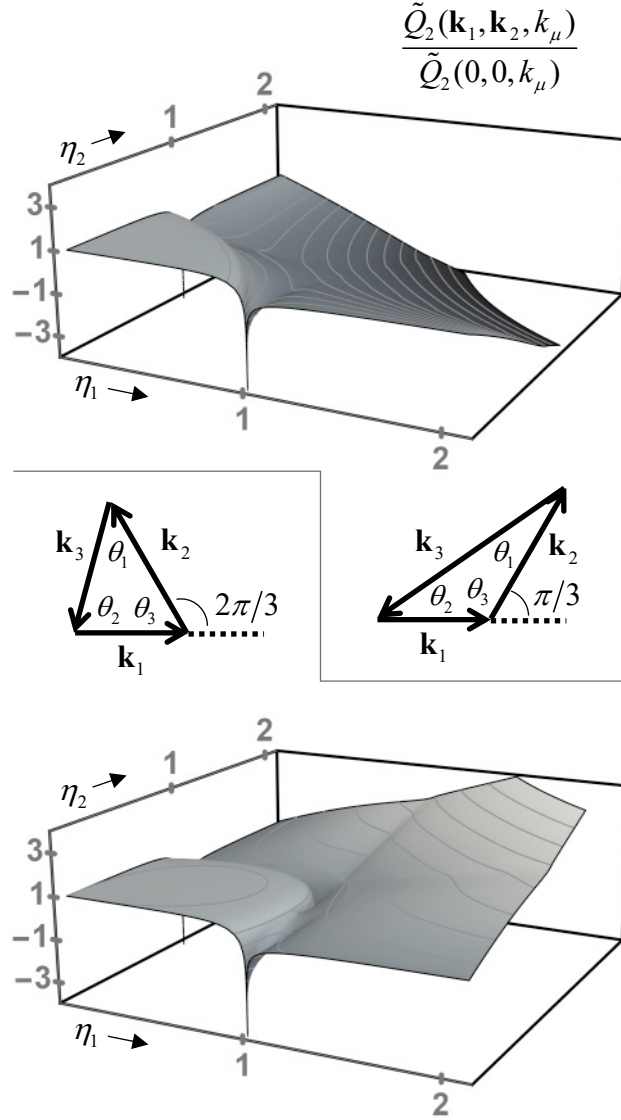 Q̃₂(𝐤₁, 𝐤₂, k_μ)
Q̃₂(0,0, k_μ)
2
1
η₂ →
3
1
−1
−3
η₁ →
1
2
𝐤₃ θ₁ 𝐤₂
θ₂ θ₃ 2π/3
𝐤₁
𝐤₃ θ₁ 𝐤₂
θ₂ θ₃ π/3
𝐤₁
2
1
η₂ →
3
1
−1
−3
η₁ →
1
2